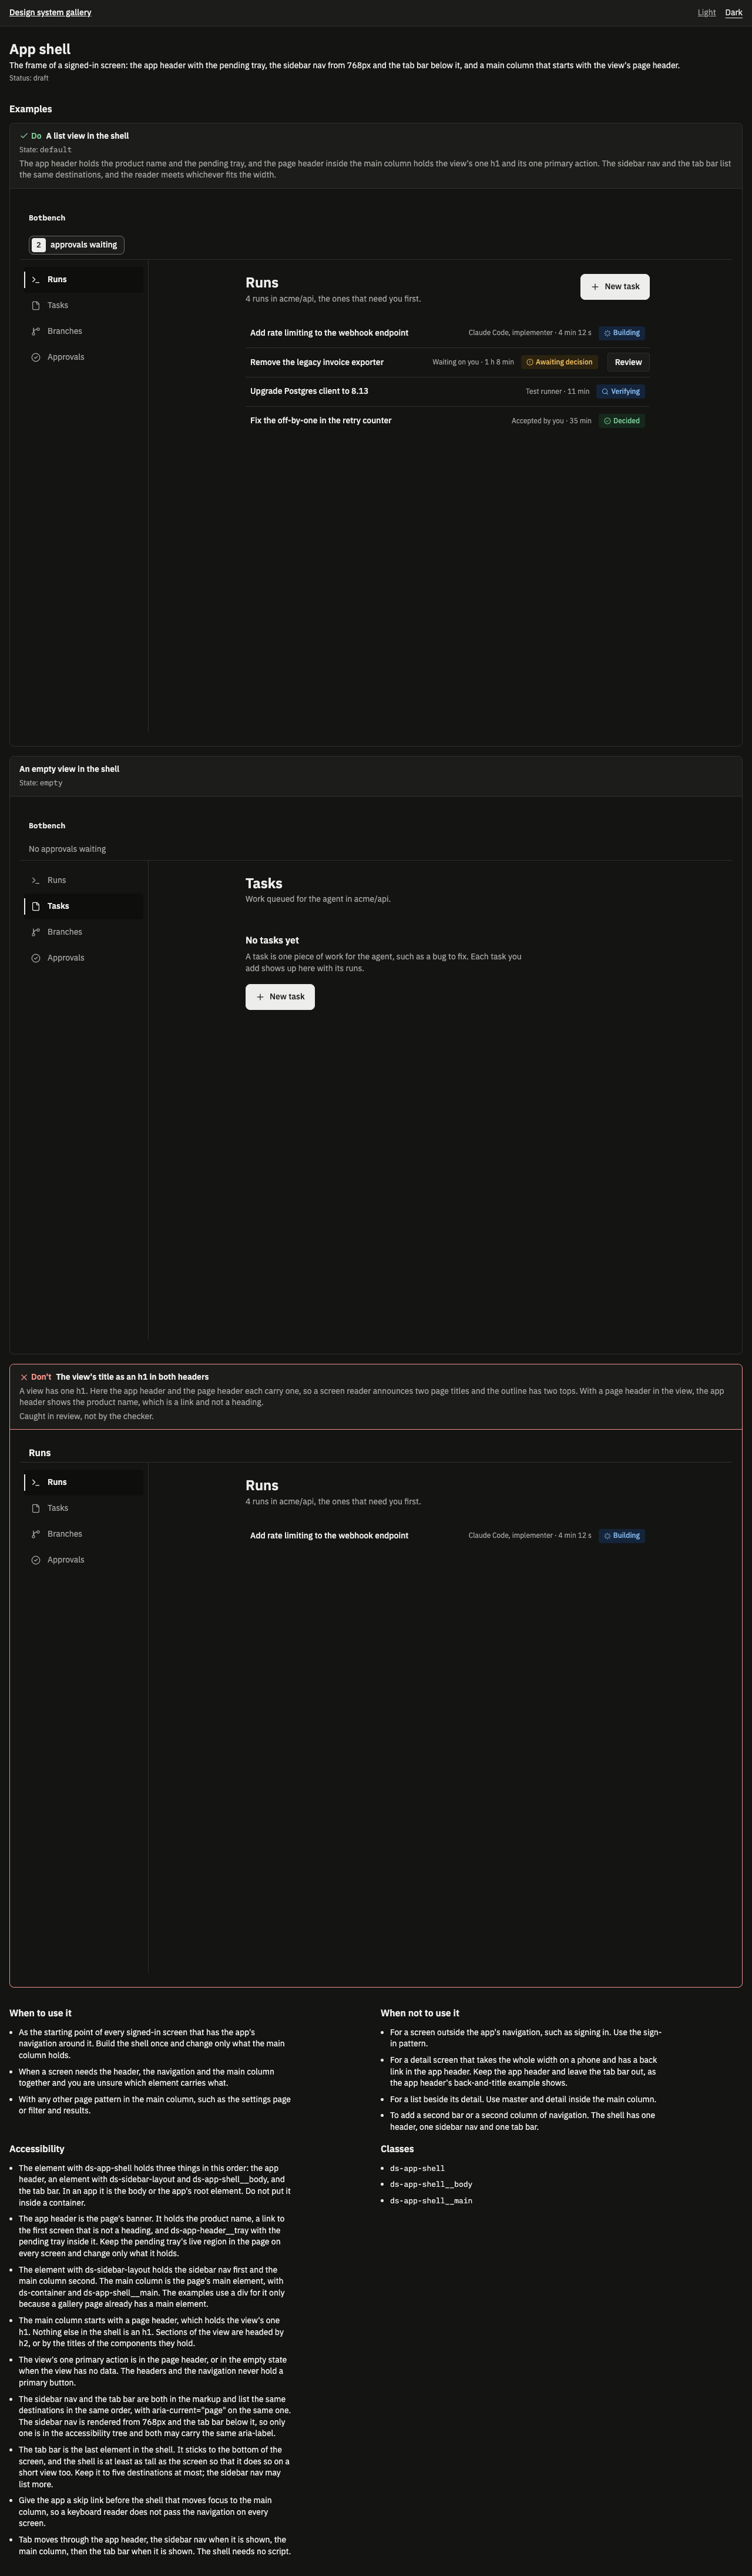 Design system gallery
Light
Dark
App shell
The frame of a signed-in screen: the app header with the pending tray, the sidebar nav from 768px and the tab bar below it, and a main column that starts with the view's page header.
Status: draft
Examples
Do A list view in the shell
State: default
The app header holds the product name and the pending tray, and the page header inside the main column holds the view's one h1 and its one primary action. The sidebar nav and the tab bar list
the same destinations, and the reader meets whichever fits the width.
Botbench
2 approvals waiting
Runs
Tasks
Branches
Approvals
Runs
4 runs in acme/api, the ones that need you first.
New task
Add rate limiting to the webhook endpoint
Claude Code, implementer · 4 min 12 s
Building
Remove the legacy invoice exporter
Waiting on you · 1 h 8 min
Awaiting decision
Review
Upgrade Postgres client to 8.13
Test runner · 11 min
Verifying
Fix the off-by-one in the retry counter
Accepted by you · 35 min
Decided
An empty view in the shell
State: empty
Botbench
No approvals waiting
Runs
Tasks
Branches
Approvals
Tasks
Work queued for the agent in acme/api.
No tasks yet
A task is one piece of work for the agent, such as a bug to fix. Each task you
add shows up here with its runs.
New task
Don't The view's title as an h1 in both headers
A view has one h1. Here the app header and the page header each carry one, so a screen reader announces two page titles and the outline has two tops. With a page header in the view, the app
header shows the product name, which is a link and not a heading.
Caught in review, not by the checker.
Runs
Runs
Tasks
Branches
Approvals
Runs
4 runs in acme/api, the ones that need you first.
Add rate limiting to the webhook endpoint
Claude Code, implementer · 4 min 12 s
Building
When to use it
As the starting point of every signed-in screen that has the app's
navigation around it. Build the shell once and change only what the main
column holds.
When a screen needs the header, the navigation and the main column
together and you are unsure which element carries what.
With any other page pattern in the main column, such as the settings page
or filter and results.
When not to use it
For a screen outside the app's navigation, such as signing in. Use the sign-
in pattern.
For a detail screen that takes the whole width on a phone and has a back
link in the app header. Keep the app header and leave the tab bar out, as
the app header's back-and-title example shows.
For a list beside its detail. Use master and detail inside the main column.
To add a second bar or a second column of navigation. The shell has one
header, one sidebar nav and one tab bar.
Accessibility
The element with ds-app-shell holds three things in this order: the app
header, an element with ds-sidebar-layout and ds-app-shell__body, and
the tab bar. In an app it is the body or the app's root element. Do not put it
inside a container.
The app header is the page's banner. It holds the product name, a link to
the first screen that is not a heading, and ds-app-header__tray with the
pending tray inside it. Keep the pending tray's live region in the page on
every screen and change only what it holds.
The element with ds-sidebar-layout holds the sidebar nav first and the
main column second. The main column is the page's main element, with
ds-container and ds-app-shell__main. The examples use a div for it only
because a gallery page already has a main element.
The main column starts with a page header, which holds the view's one
h1. Nothing else in the shell is an h1. Sections of the view are headed by
h2, or by the titles of the components they hold.
The view's one primary action is in the page header, or in the empty state
when the view has no data. The headers and the navigation never hold a
primary button.
The sidebar nav and the tab bar are both in the markup and list the same
destinations in the same order, with aria-current="page" on the same one.
The sidebar nav is rendered from 768px and the tab bar below it, so only
one is in the accessibility tree and both may carry the same aria-label.
The tab bar is the last element in the shell. It sticks to the bottom of the
screen, and the shell is at least as tall as the screen so that it does so on a
short view too. Keep it to five destinations at most; the sidebar nav may
list more.
Give the app a skip link before the shell that moves focus to the main
column, so a keyboard reader does not pass the navigation on every
screen.
Tab moves through the app header, the sidebar nav when it is shown, the
main column, then the tab bar when it is shown. The shell needs no script.
Classes
ds-app-shell
ds-app-shell__body
ds-app-shell__main